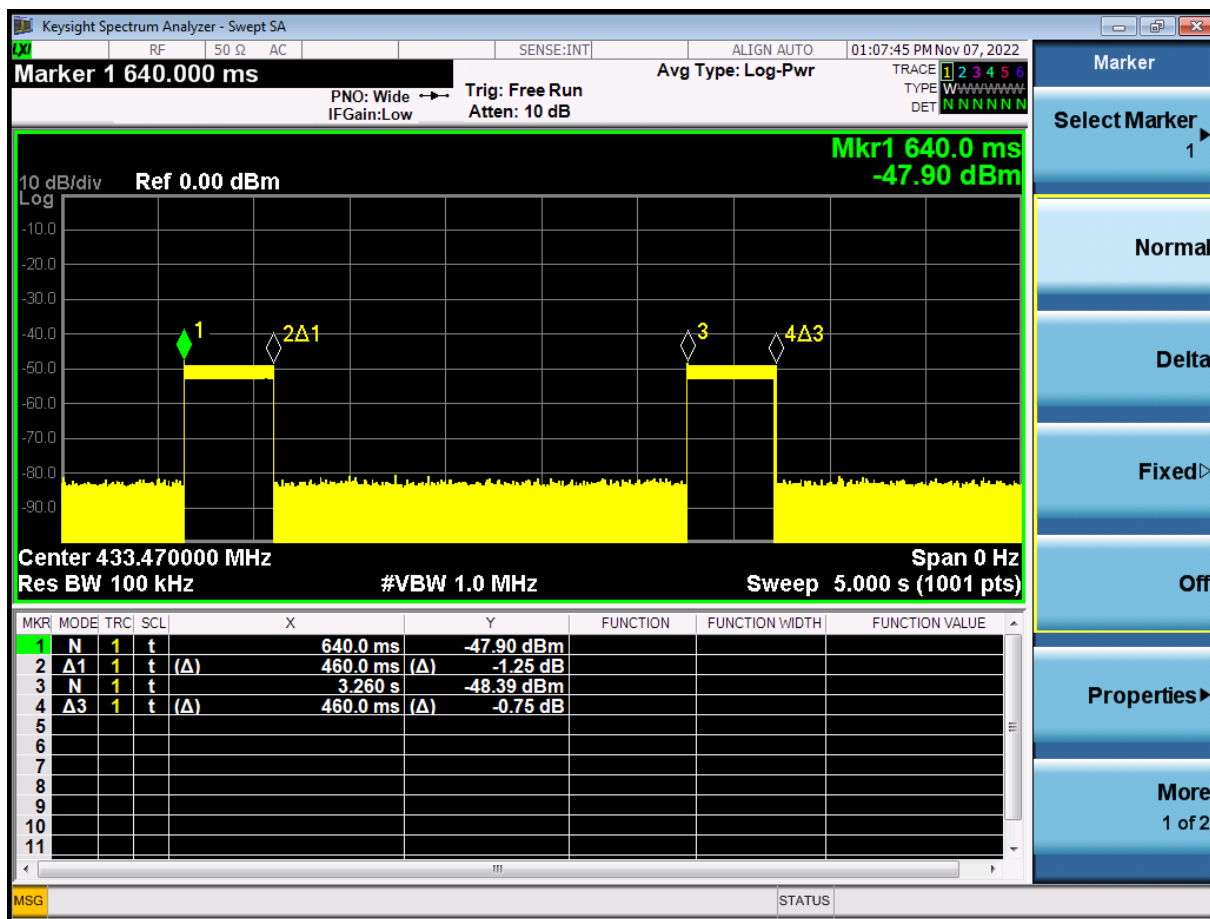 Keysight Spectrum Analyzer - Swept SA
LXI RF 50 Ω AC SENSE:INT ALIGN AUTO 01:07:45 PM Nov 07, 2022
Marker 1 640.000 ms
PNO: Wide
IFGain:Low
Trig: Free Run
Atten: 10 dB
Avg Type: Log-Pwr
TRACE 1 2 3 4 5 6
TYPE W W W W W W
DET N N N N N N
Mkr1 640.0 ms
-47.90 dBm
10 dB/div Ref 0.00 dBm
Log
-10.0
-20.0
-30.0
-40.0
-50.0
-60.0
-70.0
-80.0
-90.0
1
2Δ1
3
4Δ3
Center 433.470000 MHz Span 0 Hz
Res BW 100 kHz #VBW 1.0 MHz Sweep 5.000 s (1001 pts)
MKR MODE TRC SCL X Y FUNCTION FUNCTION WIDTH FUNCTION VALUE
1 N 1 t 640.0 ms -47.90 dBm
2 Δ1 1 t (Δ) 460.0 ms (Δ) -1.25 dB
3 N 1 t 3.260 s -48.39 dBm
4 Δ3 1 t (Δ) 460.0 ms (Δ) -0.75 dB
5
6
7
8
9
10
11
MSG STATUS
Marker
Select Marker
1
Normal
Delta
Fixed
Off
Properties
More
1 of 2